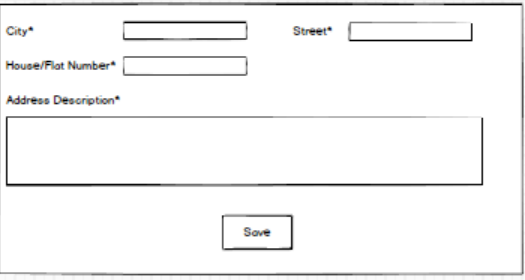 City* Street*
House/Flat Number*
Address Description*
Save